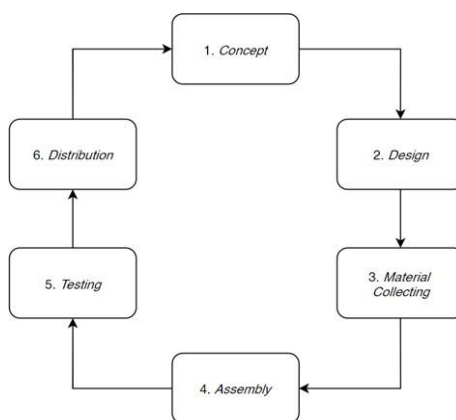 1. Concept
2. Design
3. Material
Collecting
4. Assembly
5. Testing
6. Distribution